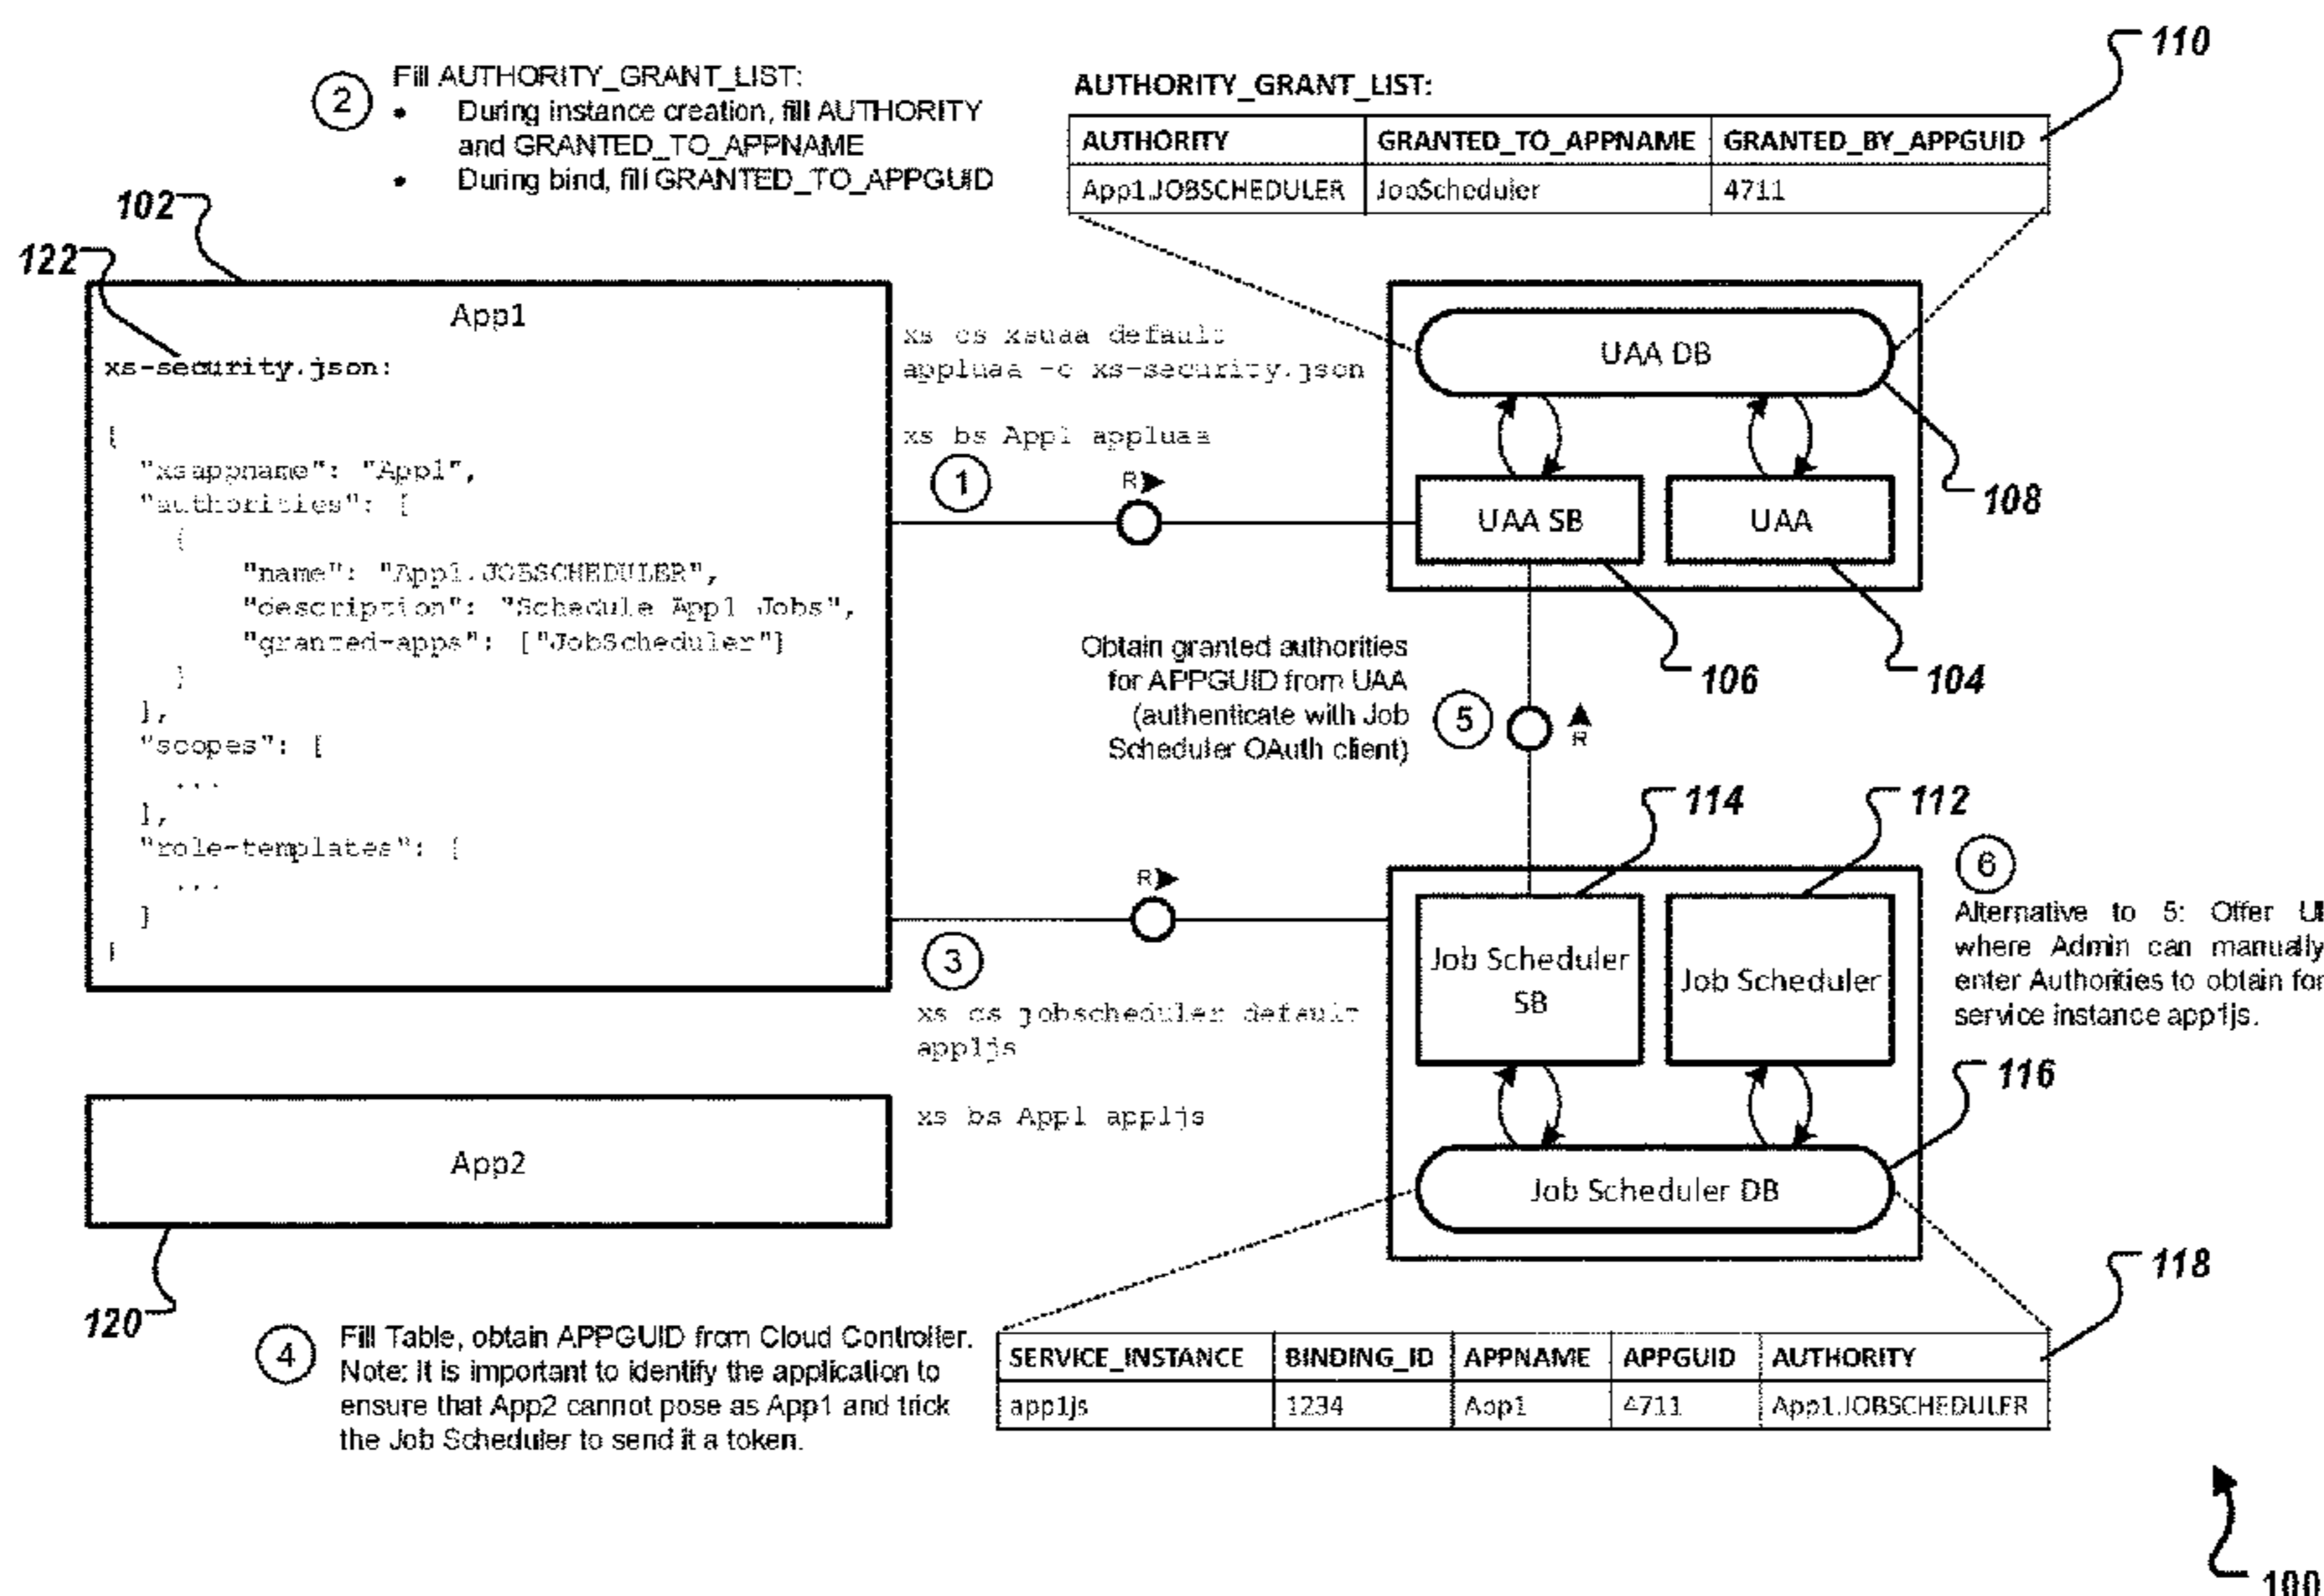 110
2
Fill AUTHORITY_GRANT_LIST:
• During instance creation, fill AUTHORITY
and GRANTED_TO_APPNAME
• During bind, fill GRANTED_TO_APPGUID
AUTHORITY_GRANT_LIST:
AUTHORITY GRANTED_TO_APPNAME GRANTED_BY_APPGUID
App1.JOBSCHEDULER JobScheduler 4711
102
122
App1
xs-security.json:
{
"xsappname": "App1",
"authorities": [
{
"name": "App1.JOBSCHEDULER",
"description": "Schedule App1 Jobs",
"granted-apps": ["JobScheduler"]
}
],
"scopes": [
...
],
"role-templates": [
...
]
}
xs cs xsuaa default
app1uaa -c xs-security.json
xs bs App1 app1uaa
1
R
UAA DB
UAA SB
UAA
108
106
104
Obtain granted authorities
for APPGUID from UAA
(authenticate with Job
Scheduler OAuth client)
5
R
114
112
R
3
xs cs jobscheduler default
app1js
xs bs App1 app1js
Job Scheduler
SB
Job Scheduler
6
Alternative to 5: Offer UI
where Admin can manually
enter Authorities to obtain for
service instance app1js.
116
Job Scheduler DB
App2
120
118
4
Fill Table, obtain APPGUID from Cloud Controller.
Note: It is important to identify the application to
ensure that App2 cannot pose as App1 and trick
the Job Scheduler to send it a token.
SERVICE_INSTANCE BINDING_ID APPNAME APPGUID AUTHORITY
app1js 1234 App1 4711 App1.JOBSCHEDULER
100